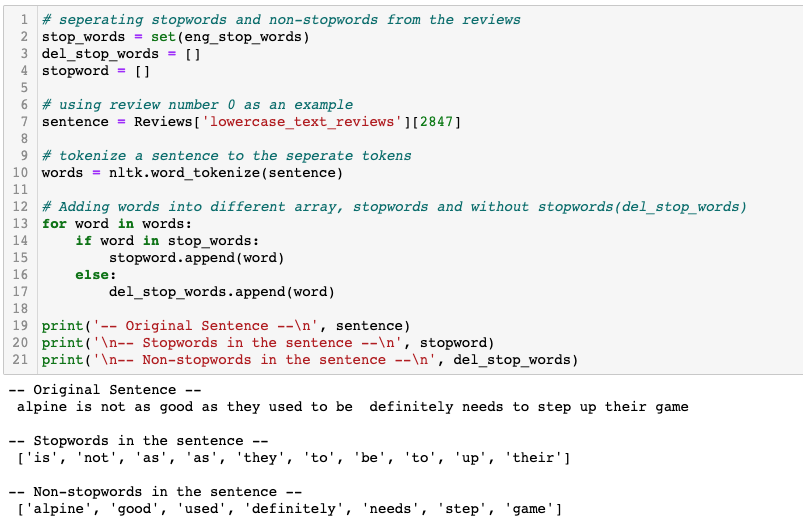 1 # seperating stopwords and non-stopwords from the reviews
2 stop_words = set(eng_stop_words)
3 del_stop_words = []
4 stopword = []
5
6 # using review number 0 as an example
7 sentence = Reviews['lowercase_text_reviews'][2847]
8
9 # tokenize a sentence to the seperate tokens
10 words = nltk.word_tokenize(sentence)
11
12 # Adding words into different array, stopwords and without stopwords(del_stop_words)
13 for word in words:
14     if word in stop_words:
15         stopword.append(word)
16     else:
17         del_stop_words.append(word)
18
19 print('-- Original Sentence --\n', sentence)
20 print('\n-- Stopwords in the sentence --\n', stopword)
21 print('\n-- Non-stopwords in the sentence --\n', del_stop_words)
-- Original Sentence --
 alpine is not as good as they used to be  definitely needs to step up their game
-- Stopwords in the sentence --
 ['is', 'not', 'as', 'as', 'they', 'to', 'be', 'to', 'up', 'their']
-- Non-stopwords in the sentence --
 ['alpine', 'good', 'used', 'definitely', 'needs', 'step', 'game']